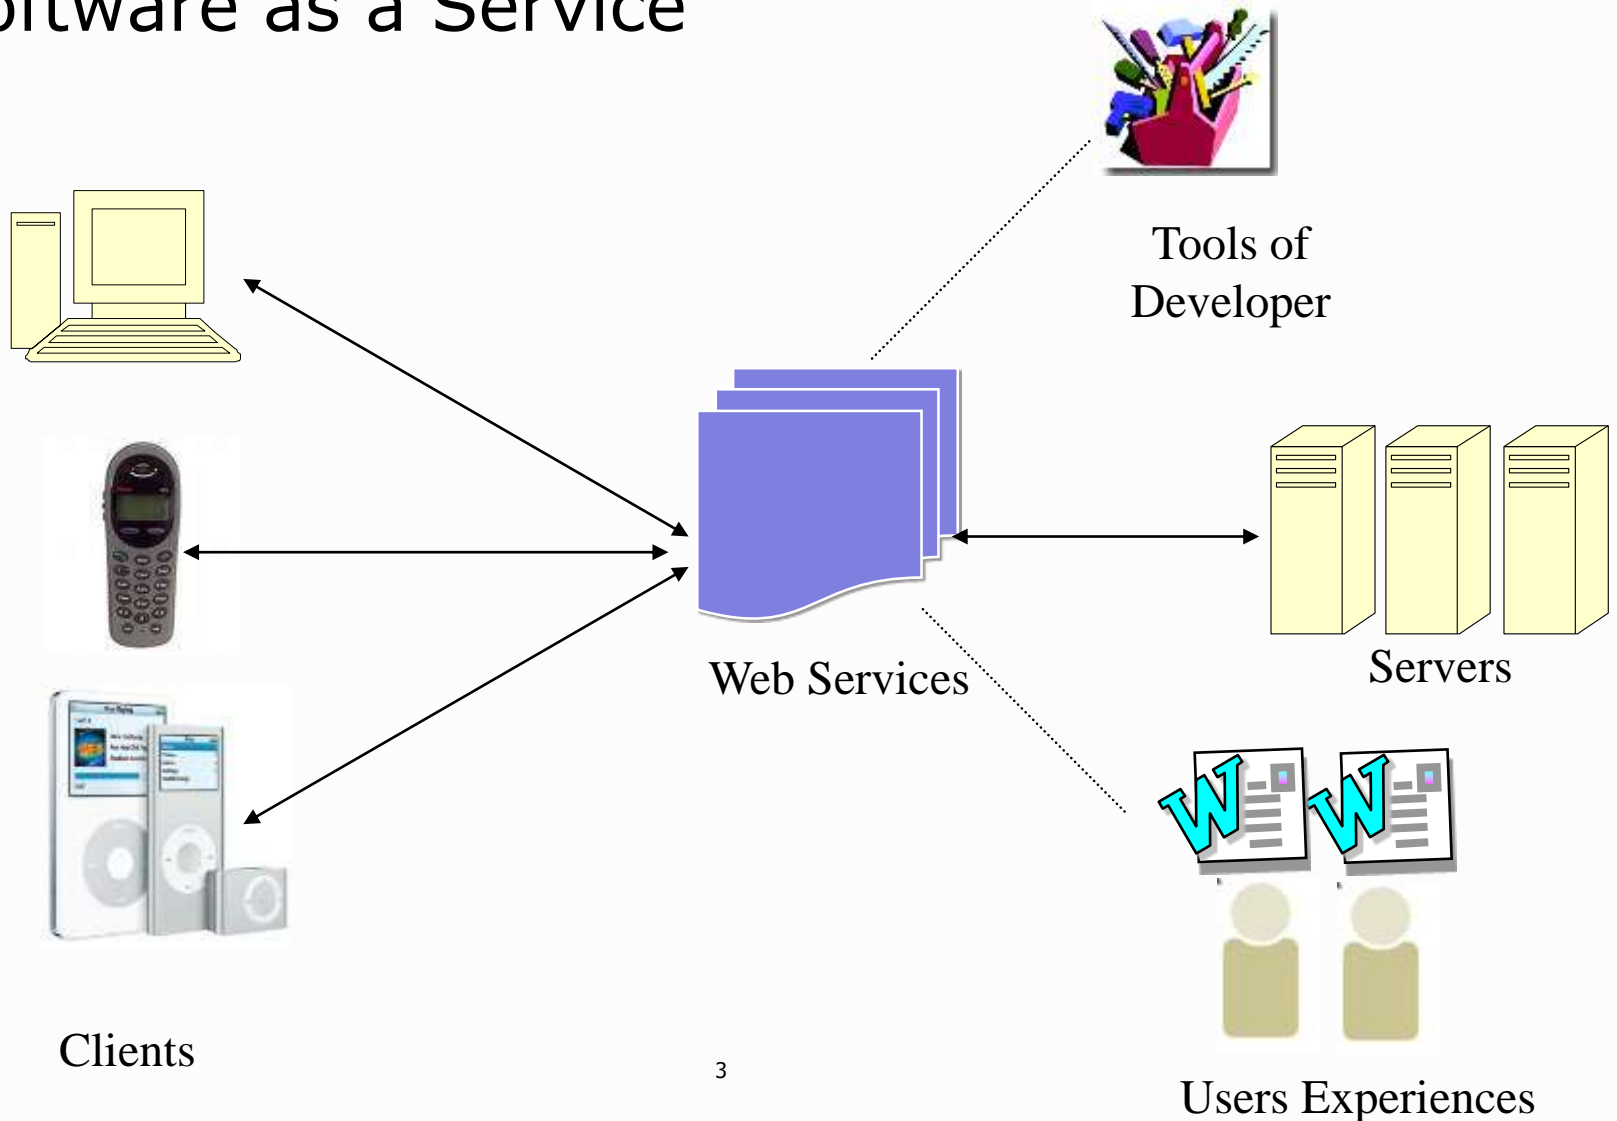 oftware as a Service
Tools of
Developer
Web Services
Servers
W
W
Clients
3
Users Experiences